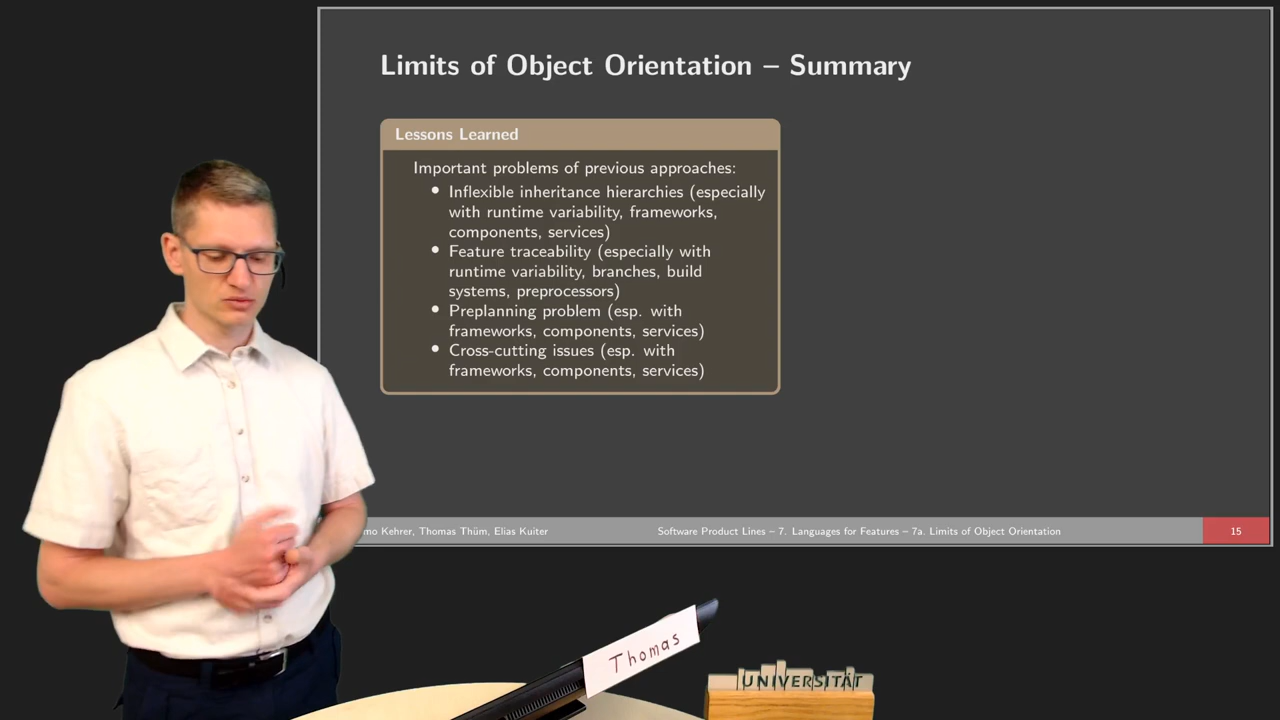 Limits of Object Orientation – Summary
Lessons Learned
Important problems of previous approaches:
• Inflexible inheritance hierarchies (especially
with runtime variability, frameworks,
components, services)
• Feature traceability (especially with
runtime variability, branches, build
systems, preprocessors)
• Preplanning problem (esp. with
frameworks, components, services)
• Cross-cutting issues (esp. with
frameworks, components, services)
mo Kehrer, Thomas Thüm, Elias Kuiter
Software Product Lines – 7. Languages for Features – 7a. Limits of Object Orientation
15
Thomas
UNIVERSITÄT